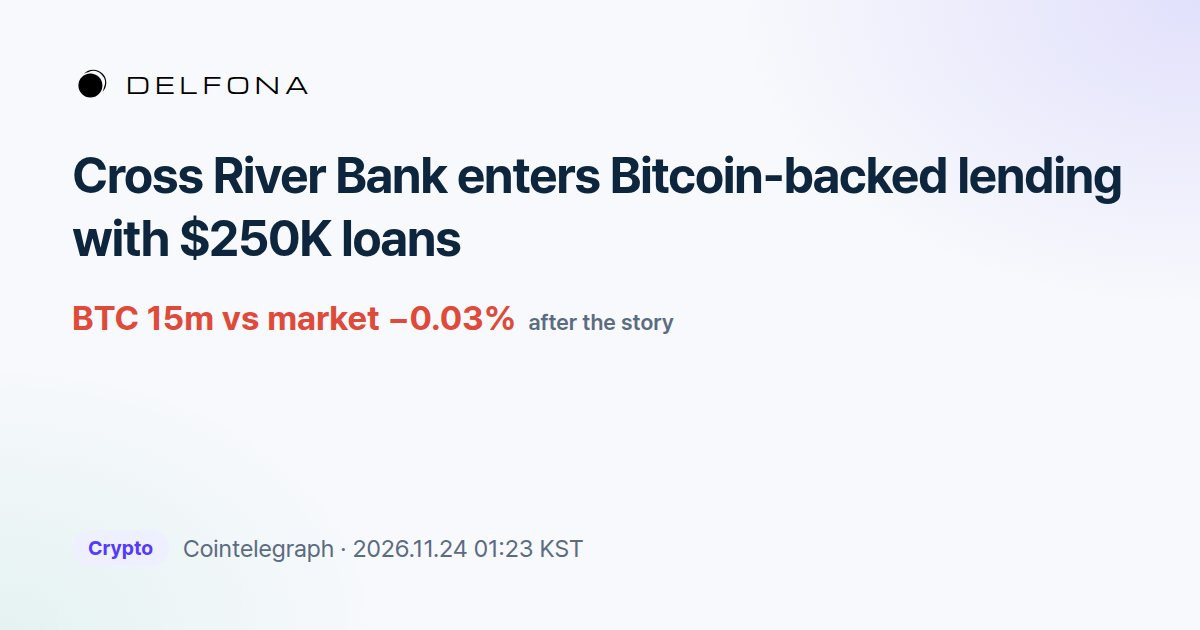 DELFONA
Cross River Bank enters Bitcoin-backed lending
with $250K loans
BTC 15m vs market −0.03% after the story
Crypto Cointelegraph · 2026.11.24 01:23 KST